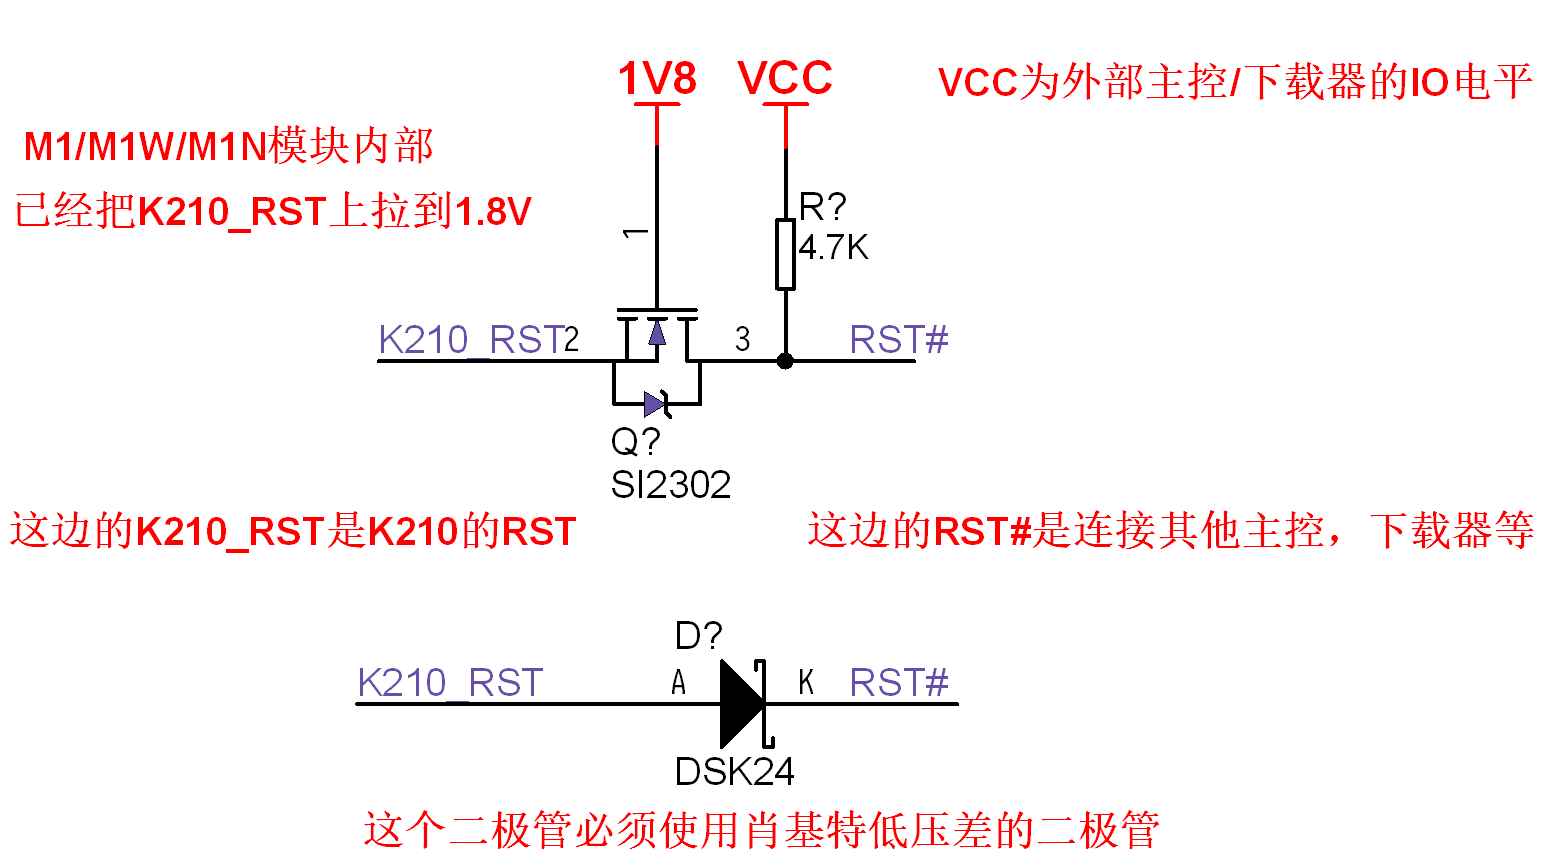 1V8 VCC
VCC为外部主控/下载器的IO电平
M1/M1W/M1N模块内部
已经把K210_RST上拉到1.8V
R?
4.7K
1
K210_RST 2
3
RST#
Q?
SI2302
这边的K210_RST是K210的RST
这边的RST#是连接其他主控，下载器等
D?
K210_RST
A
K
RST#
DSK24
这个二极管必须使用肖基特低压差的二极管